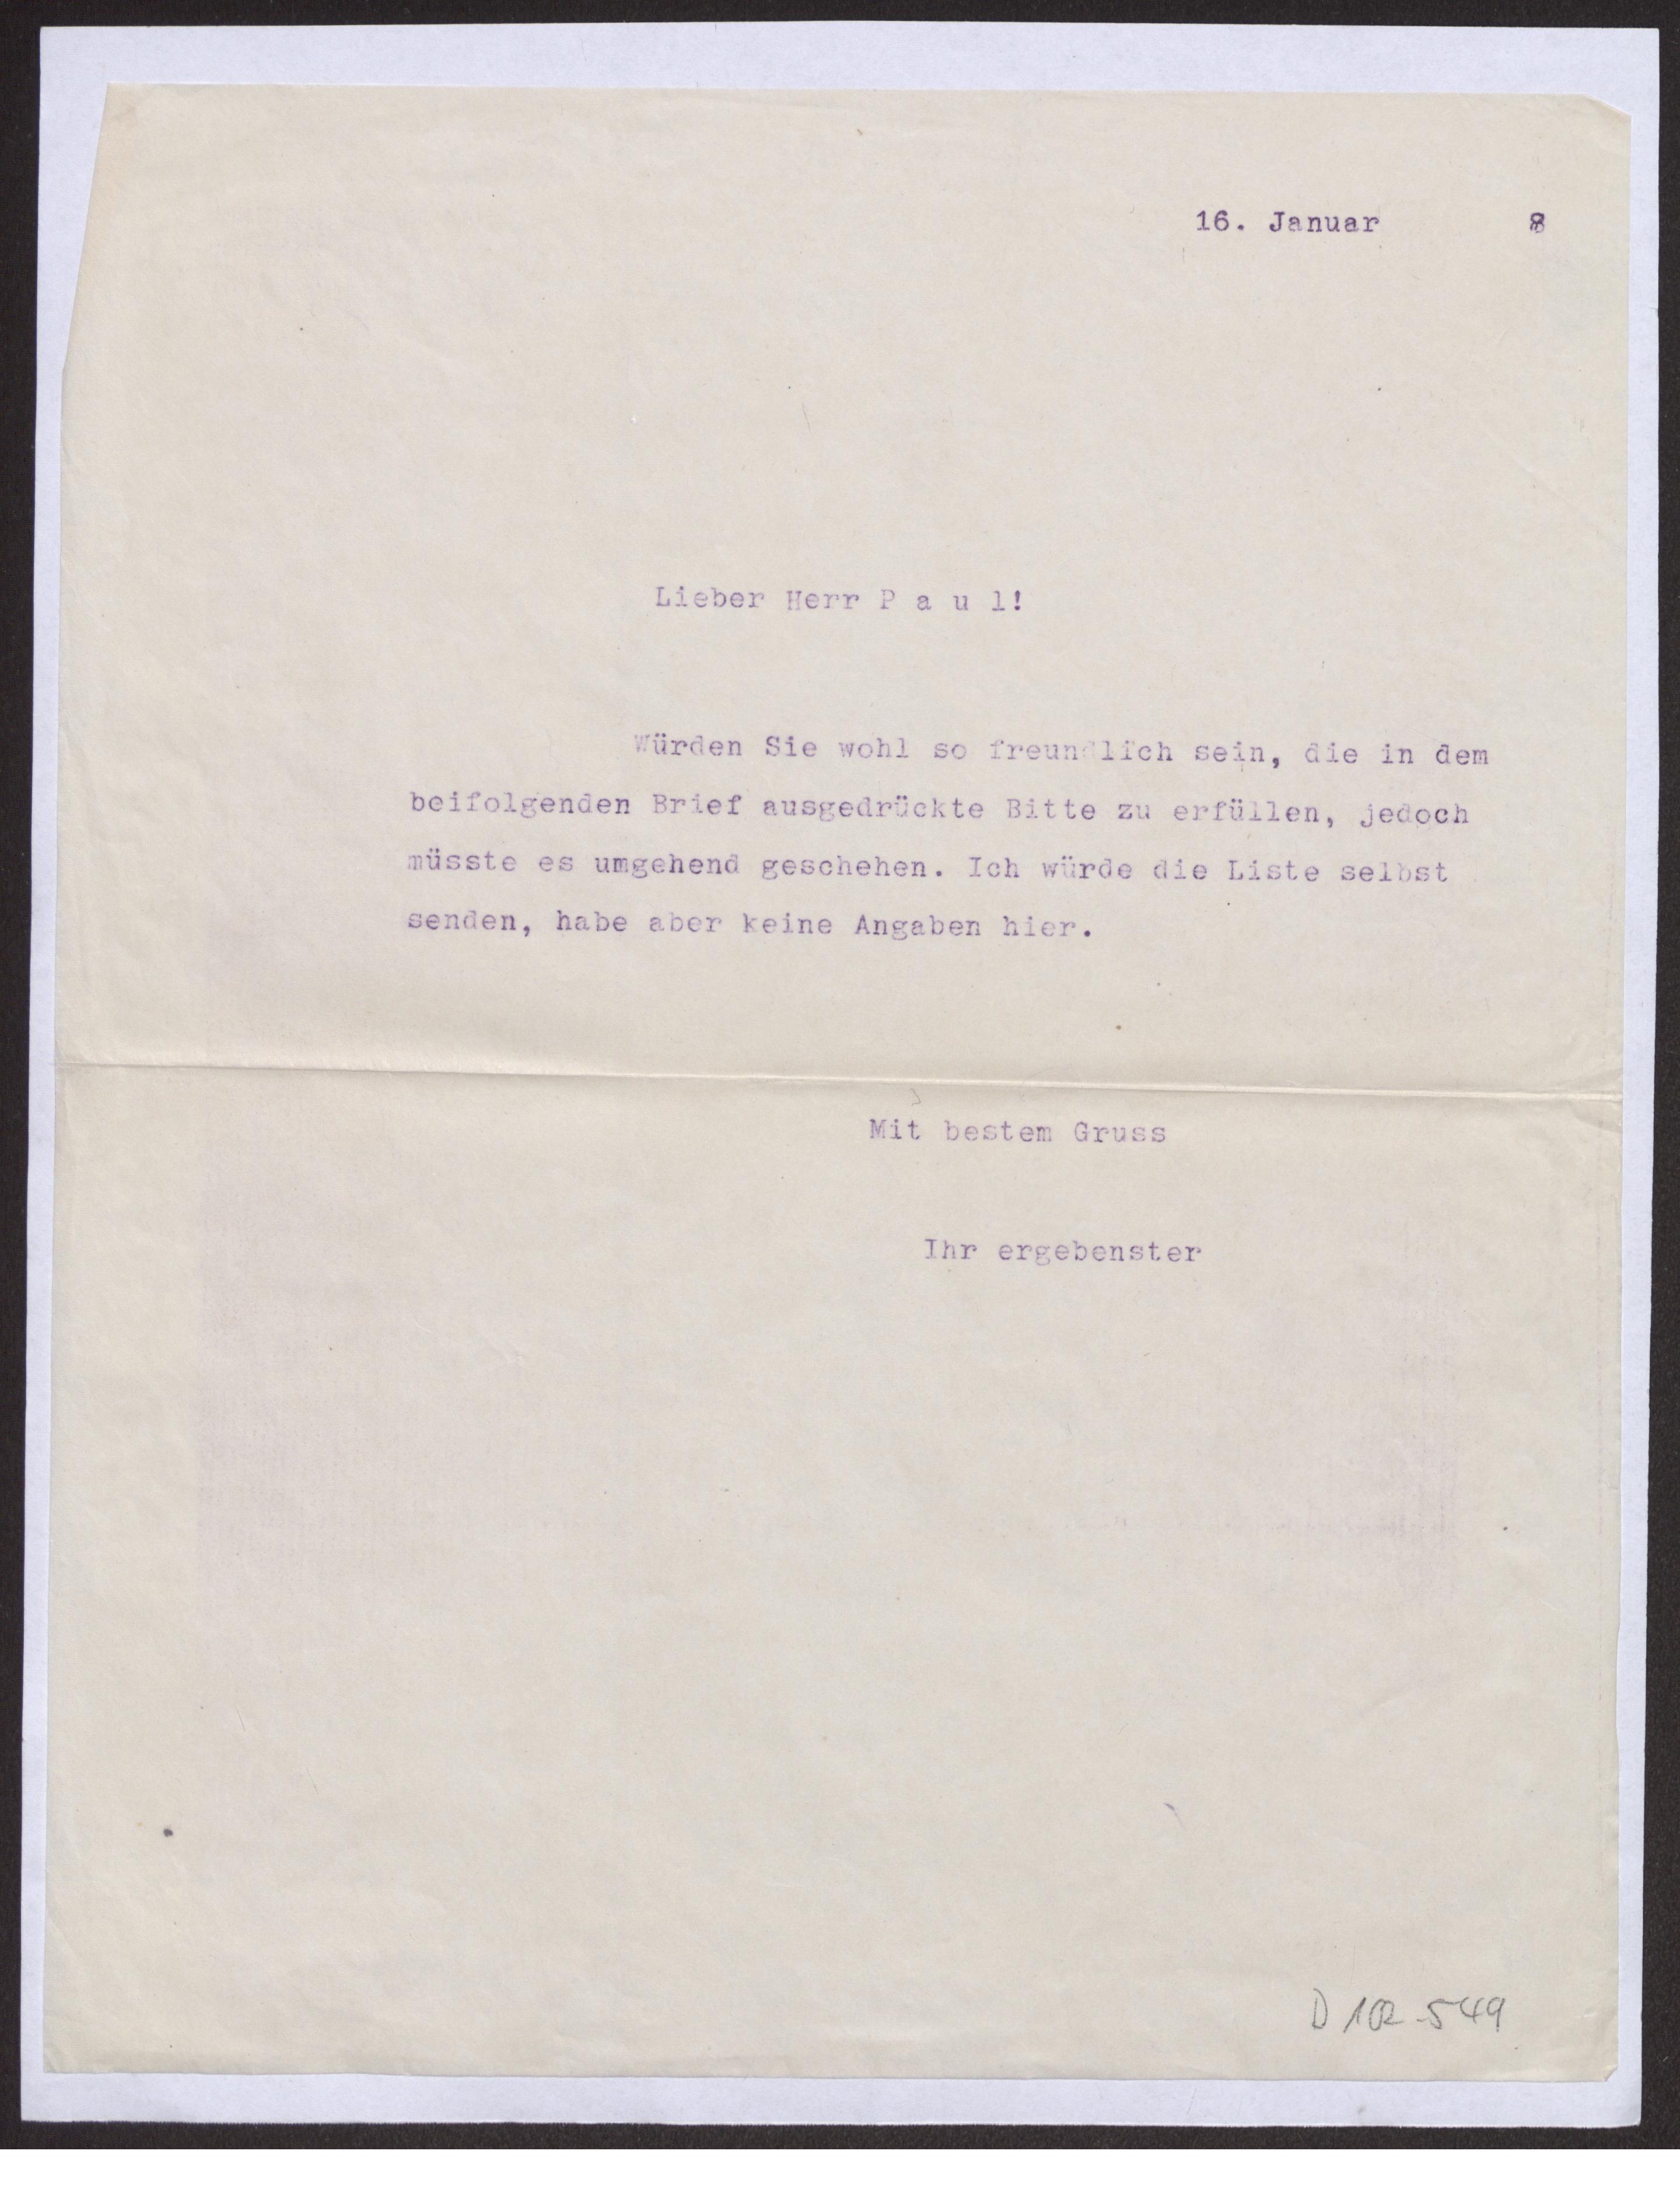 16. Januar 8
Lieber Herr P a u l!
Würden Sie wohl so freundlich sein, die in dem
beifolgenden Brief ausgedrückte Bitte zu erfüllen, jedoch
müsste es umgehend geschehen. Ich würde die Liste selbst
senden, habe aber keine Angaben hier.
Mit bestem Gruss
Ihr ergebenster
D 102-549